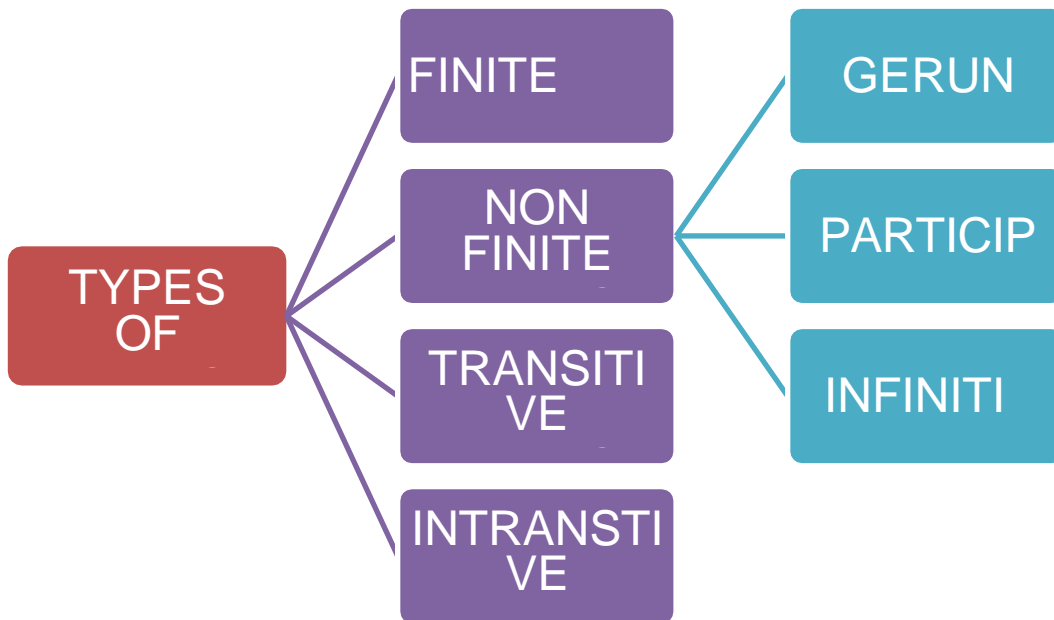 TYPES
OF
FINITE
NON
FINITE
TRANSITI
VE
INTRANSTI
VE
GERUN
PARTICIP
INFINITI